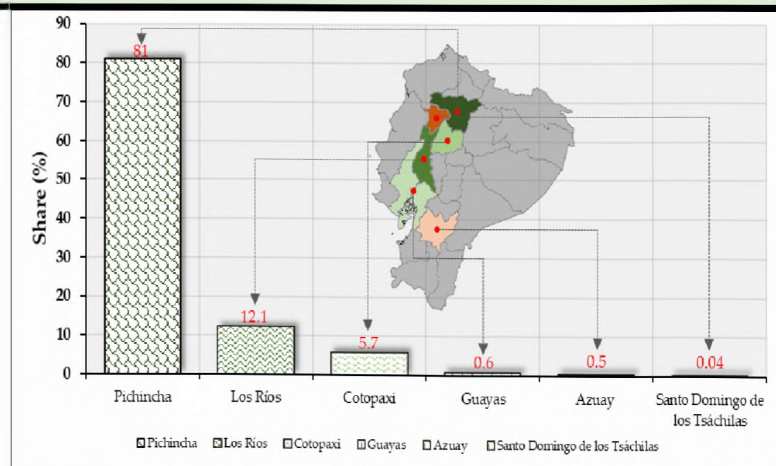 90
80
70
60
50
40
30
20
10
0
Share (%)
81
12.1
5.7
0.6
0.5
0.04
Pichincha
Los Ríos
Cotopaxi
Guayas
Azuay
Santo Domingo de
los Tsáchilas
Pichincha Los Ríos Cotopaxi Guayas Azuay Santo Domingo de los Tsáchilas